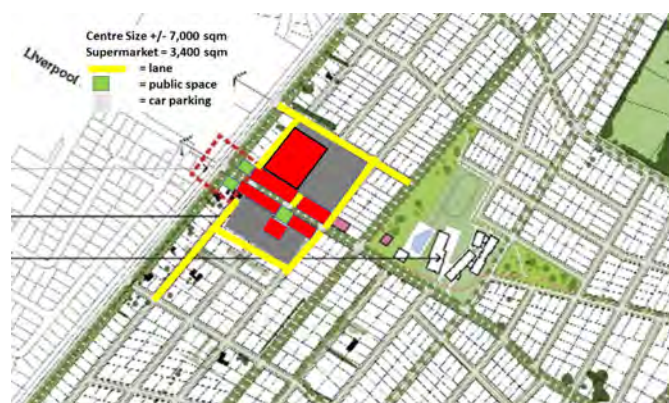 Centre Size +/- 7,000 sqm
Supermarket = 3,400 sqm
= lane
= public space
= car parking
Liverpool